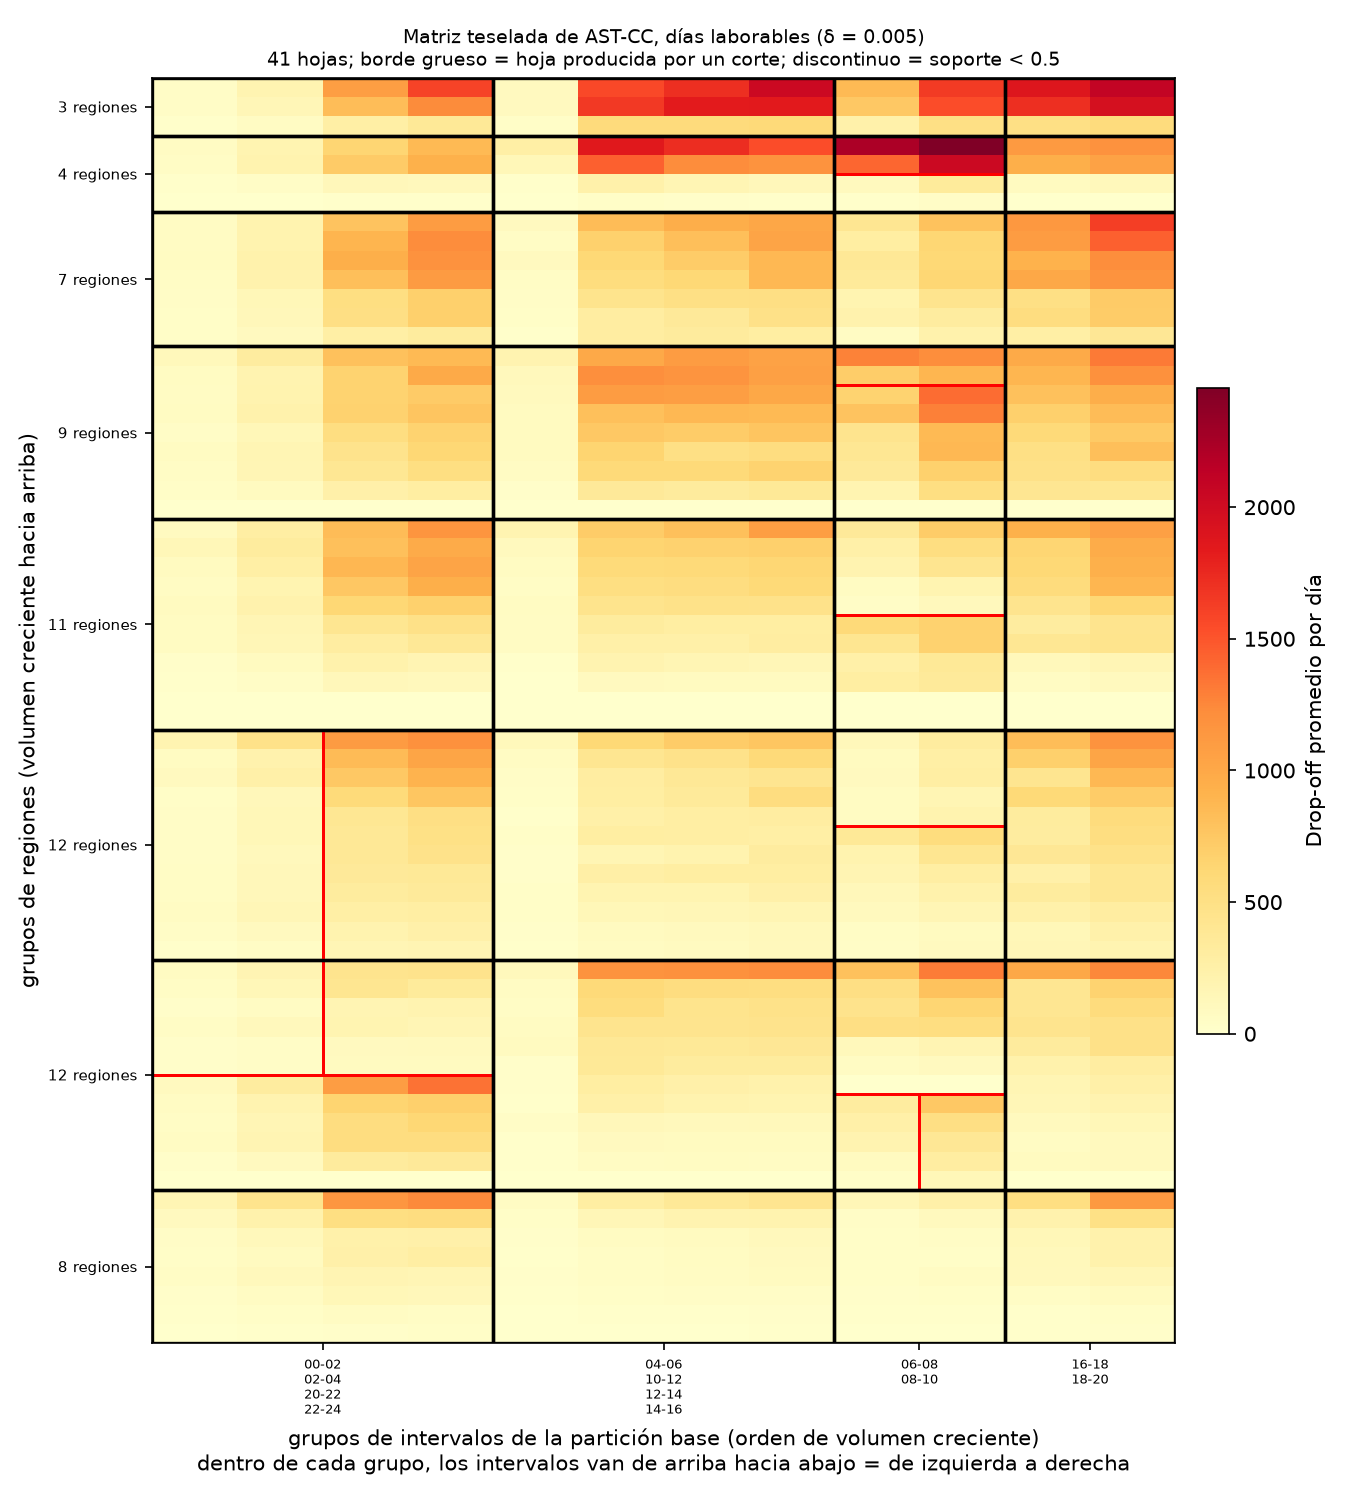 Matriz teselada de AST-CC, días laborables (δ = 0.005)
41 hojas; borde grueso = hoja producida por un corte; discontinuo = soporte < 0.5
grupos de regiones (volumen creciente hacia arriba)
3 regiones
4 regiones
7 regiones
9 regiones
11 regiones
12 regiones
12 regiones
8 regiones
00-02
02-04
20-22
22-24
04-06
10-12
12-14
14-16
06-08
08-10
16-18
18-20
grupos de intervalos de la partición base (orden de volumen creciente)
dentro de cada grupo, los intervalos van de arriba hacia abajo = de izquierda a derecha
2000
1500
1000
500
0
Drop-off promedio por día